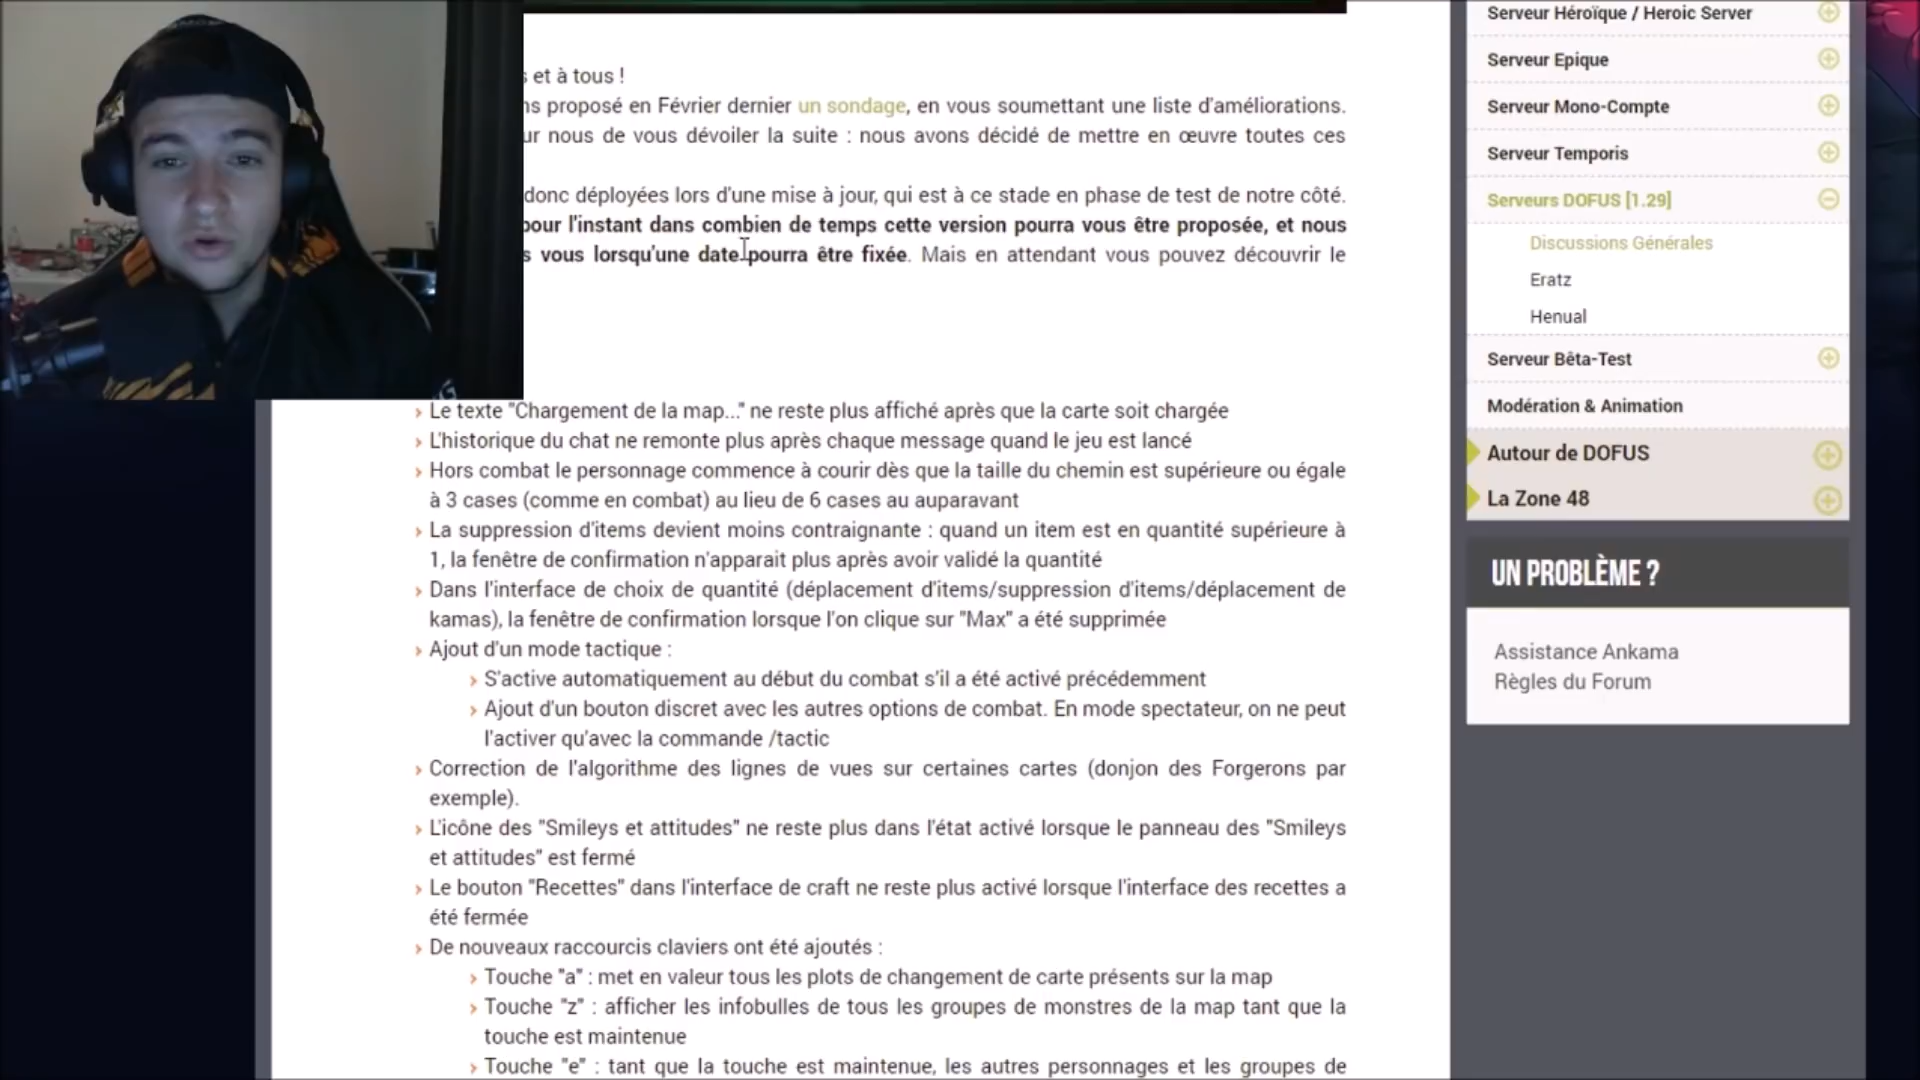 et à tous !
proposé en Février dernier un sondage, en vous soumettant une liste d'améliorations.
nous de vous dévoiler la suite : nous avons décidé de mettre en œuvre toutes ces
donc déployées lors d'une mise à jour, qui est à ce stade en phase de test de notre côté.
pour l'instant dans combien de temps cette version pourra vous être proposée, et nous
vous lorsqu'une date pourra être fixée. Mais en attendant vous pouvez découvrir le
› Le texte "Chargement de la map..." ne reste plus affiché après que la carte soit chargée
› L'historique du chat ne remonte plus après chaque message quand le jeu est lancé
› Hors combat le personnage commence à courir dès que la taille du chemin est supérieure ou égale
à 3 cases (comme en combat) au lieu de 6 cases au auparavant
› La suppression d'items devient moins contraignante : quand un item est en quantité supérieure à
1, la fenêtre de confirmation n'apparait plus après avoir validé la quantité
› Dans l'interface de choix de quantité (déplacement d'items/suppression d'items/déplacement de
kamas), la fenêtre de confirmation lorsque l'on clique sur "Max" a été supprimée
› Ajout d'un mode tactique :
› S'active automatiquement au début du combat s'il a été activé précédemment
› Ajout d'un bouton discret avec les autres options de combat. En mode spectateur, on ne peut
l'activer qu'avec la commande /tactic
› Correction de l'algorithme des lignes de vues sur certaines cartes (donjon des Forgerons par
exemple).
› L'icône des "Smileys et attitudes" ne reste plus dans l'état activé lorsque le panneau des "Smileys
et attitudes" est fermé
› Le bouton "Recettes" dans l'interface de craft ne reste plus activé lorsque l'interface des recettes a
été fermée
› De nouveaux raccourcis claviers ont été ajoutés :
› Touche "a" : met en valeur tous les plots de changement de carte présents sur la map
› Touche "z" : afficher les infobulles de tous les groupes de monstres de la map tant que la
touche est maintenue
› Touche "e" : tant que la touche est maintenue, les autres personnages et les groupes de
Serveur Héroïque / Heroic Server
Serveur Epique
Serveur Mono-Compte
Serveur Temporis
Serveurs DOFUS [1.29]
Discussions Générales
Eratz
Henual
Serveur Bêta-Test
Modération & Animation
Autour de DOFUS
La Zone 48
UN PROBLÈME ?
Assistance Ankama
Règles du Forum